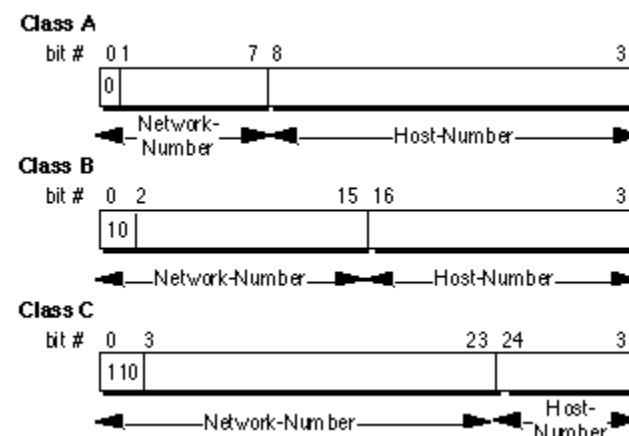 Class A
bit # 0 1 7 8 3
0
Network-Number Host-Number
Class B
bit # 0 2 15 16 3
10
Network-Number Host-Number
Class C
bit # 0 3 23 24 3
110
Network-Number Host-Number